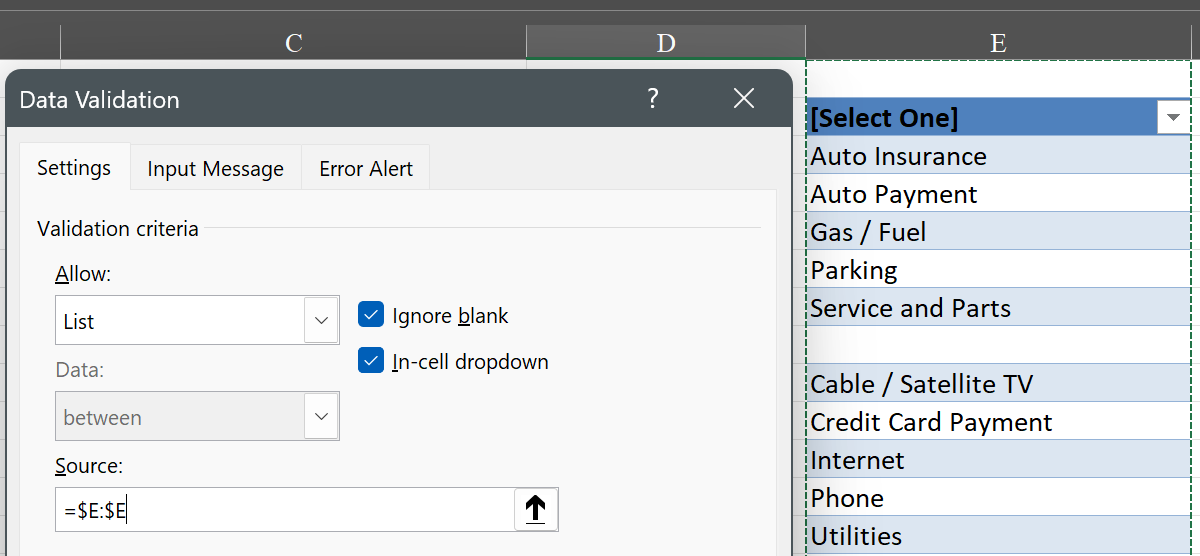 C D E
Data Validation ?
Settings Input Message Error Alert
Validation criteria
Allow:
List
Ignore blank
In-cell dropdown
Data:
between
Source:
=$E:$E
[Select One]
Auto Insurance
Auto Payment
Gas / Fuel
Parking
Service and Parts
Cable / Satellite TV
Credit Card Payment
Internet
Phone
Utilities